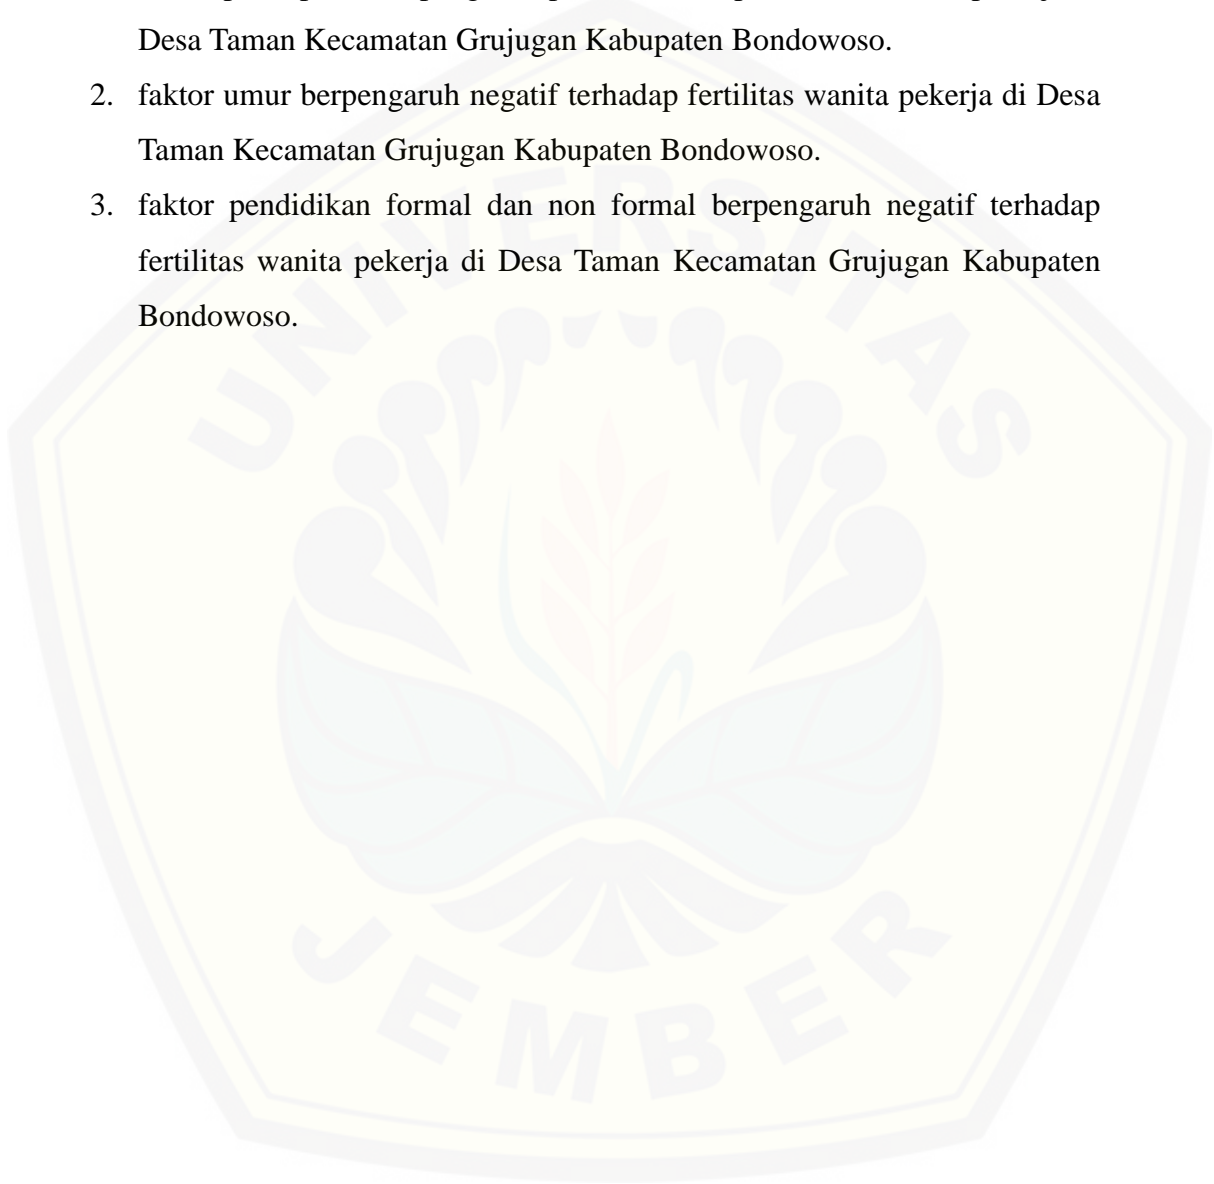 Desa Taman Kecamatan Grujugan Kabupaten Bondowoso.
2. faktor umur berpengaruh negatif terhadap fertilitas wanita pekerja di Desa
Taman Kecamatan Grujugan Kabupaten Bondowoso.
3. faktor pendidikan formal dan non formal berpengaruh negatif terhadap
fertilitas wanita pekerja di Desa Taman Kecamatan Grujugan Kabupaten
Bondowoso.
UNIVERSITAS
JEMBER